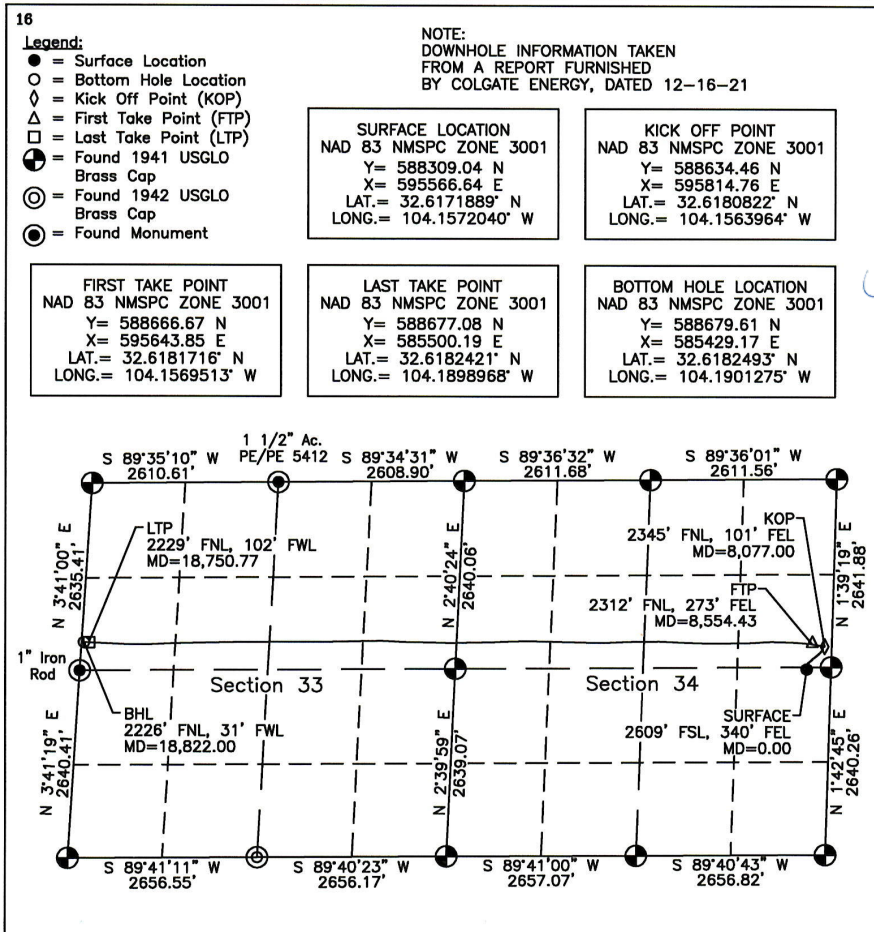 16
Legend:
= Surface Location
= Bottom Hole Location
= Kick Off Point (KOP)
= First Take Point (FTP)
= Last Take Point (LTP)
= Found 1941 USGLO
Brass Cap
= Found 1942 USGLO
Brass Cap
= Found Monument
NOTE:
DOWNHOLE INFORMATION TAKEN
FROM A REPORT FURNISHED
BY COLGATE ENERGY, DATED 12-16-21
SURFACE LOCATION
NAD 83 NMSPC ZONE 3001
Y= 588309.04 N
X= 595566.64 E
LAT.= 32.6171889° N
LONG.= 104.1572040° W
KICK OFF POINT
NAD 83 NMSPC ZONE 3001
Y= 588634.46 N
X= 595814.76 E
LAT.= 32.6180822° N
LONG.= 104.1563964° W
FIRST TAKE POINT
NAD 83 NMSPC ZONE 3001
Y= 588666.67 N
X= 595643.85 E
LAT.= 32.6181716° N
LONG.= 104.1569513° W
LAST TAKE POINT
NAD 83 NMSPC ZONE 3001
Y= 588677.08 N
X= 585500.19 E
LAT.= 32.6182421° N
LONG.= 104.1898968° W
BOTTOM HOLE LOCATION
NAD 83 NMSPC ZONE 3001
Y= 588679.61 N
X= 585429.17 E
LAT.= 32.6182493° N
LONG.= 104.1901275° W
S 89°35'10" W
2610.61'
1 1/2" Ac.
PE/PE 5412
S 89°34'31" W
2608.90'
S 89°36'32" W
2611.68'
S 89°36'01" W
2611.56'
N 3°41'00" E
2635.41'
LTP
2229' FNL, 102' FWL
MD=18,750.77
N 2°40'24" E
2640.06'
KOP
2345' FNL, 101' FEL
MD=8,077.00
FTP
2312' FNL, 273' FEL
MD=8,554.43
N 1°39'19" E
2641.88'
1" Iron
Rod
Section 33
Section 34
BHL
2226' FNL, 31' FWL
MD=18,822.00
SURFACE
2609' FSL, 340' FEL
MD=0.00
N 3°41'19" E
2640.41'
N 2°39'59" E
2639.07'
N 1°42'45" E
2640.26'
S 89°41'11" W
2656.55'
S 89°40'23" W
2656.17'
S 89°41'00" W
2657.07'
S 89°40'43" W
2656.82'